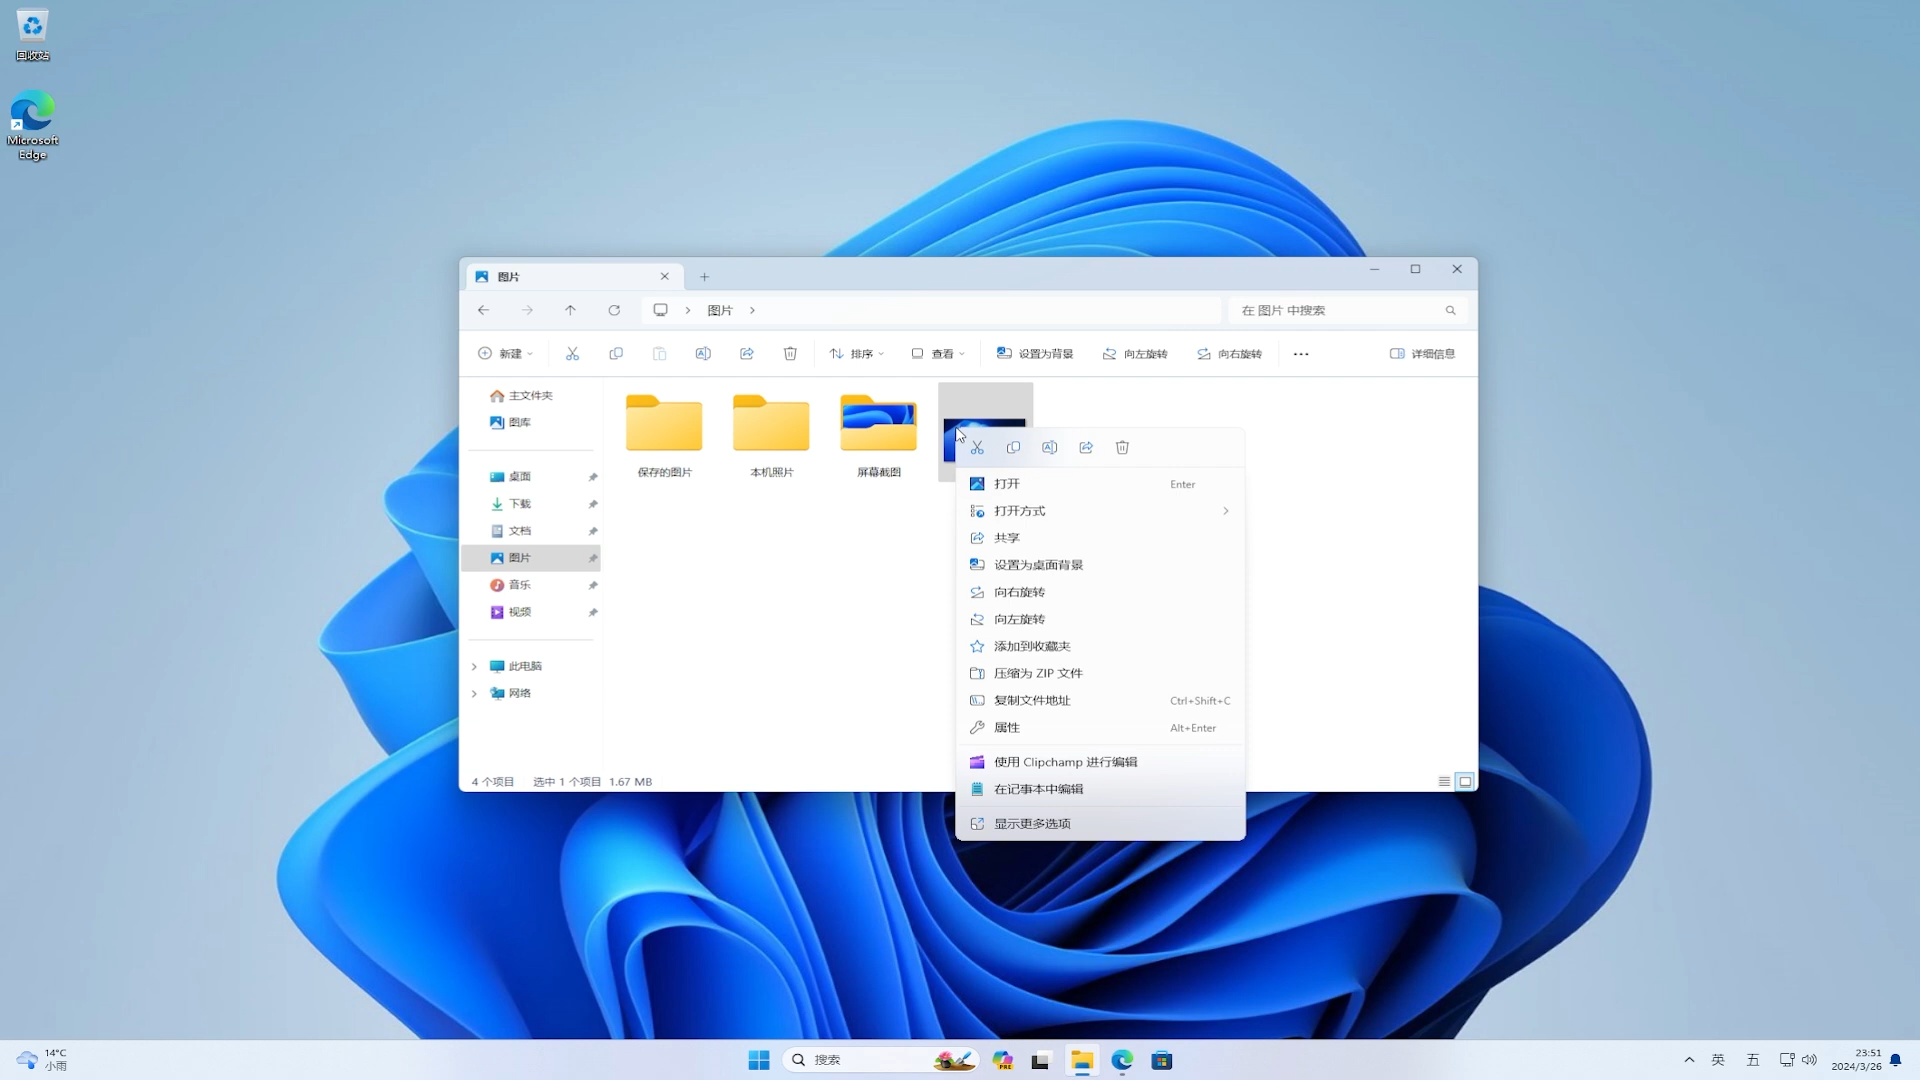 回收站
Microsoft
Edge
图片
图片
在 图片 中搜索
新建
排序
查看
设置为背景
向左旋转
向右旋转
详细信息
主文件夹
图库
桌面
下载
文档
图片
音乐
视频
此电脑
网络
保存的图片
本机照片
屏幕截图
打开 Enter
打开方式
共享
设置为桌面背景
向右旋转
向左旋转
添加到收藏夹
压缩为 ZIP 文件
复制文件地址 Ctrl+Shift+C
属性 Alt+Enter
使用 Clipchamp 进行编辑
在记事本中编辑
显示更多选项
4 个项目 选中 1 个项目 1.67 MB
14°C
小雨
搜索
PRE
英
五
23:51
2024/3/26